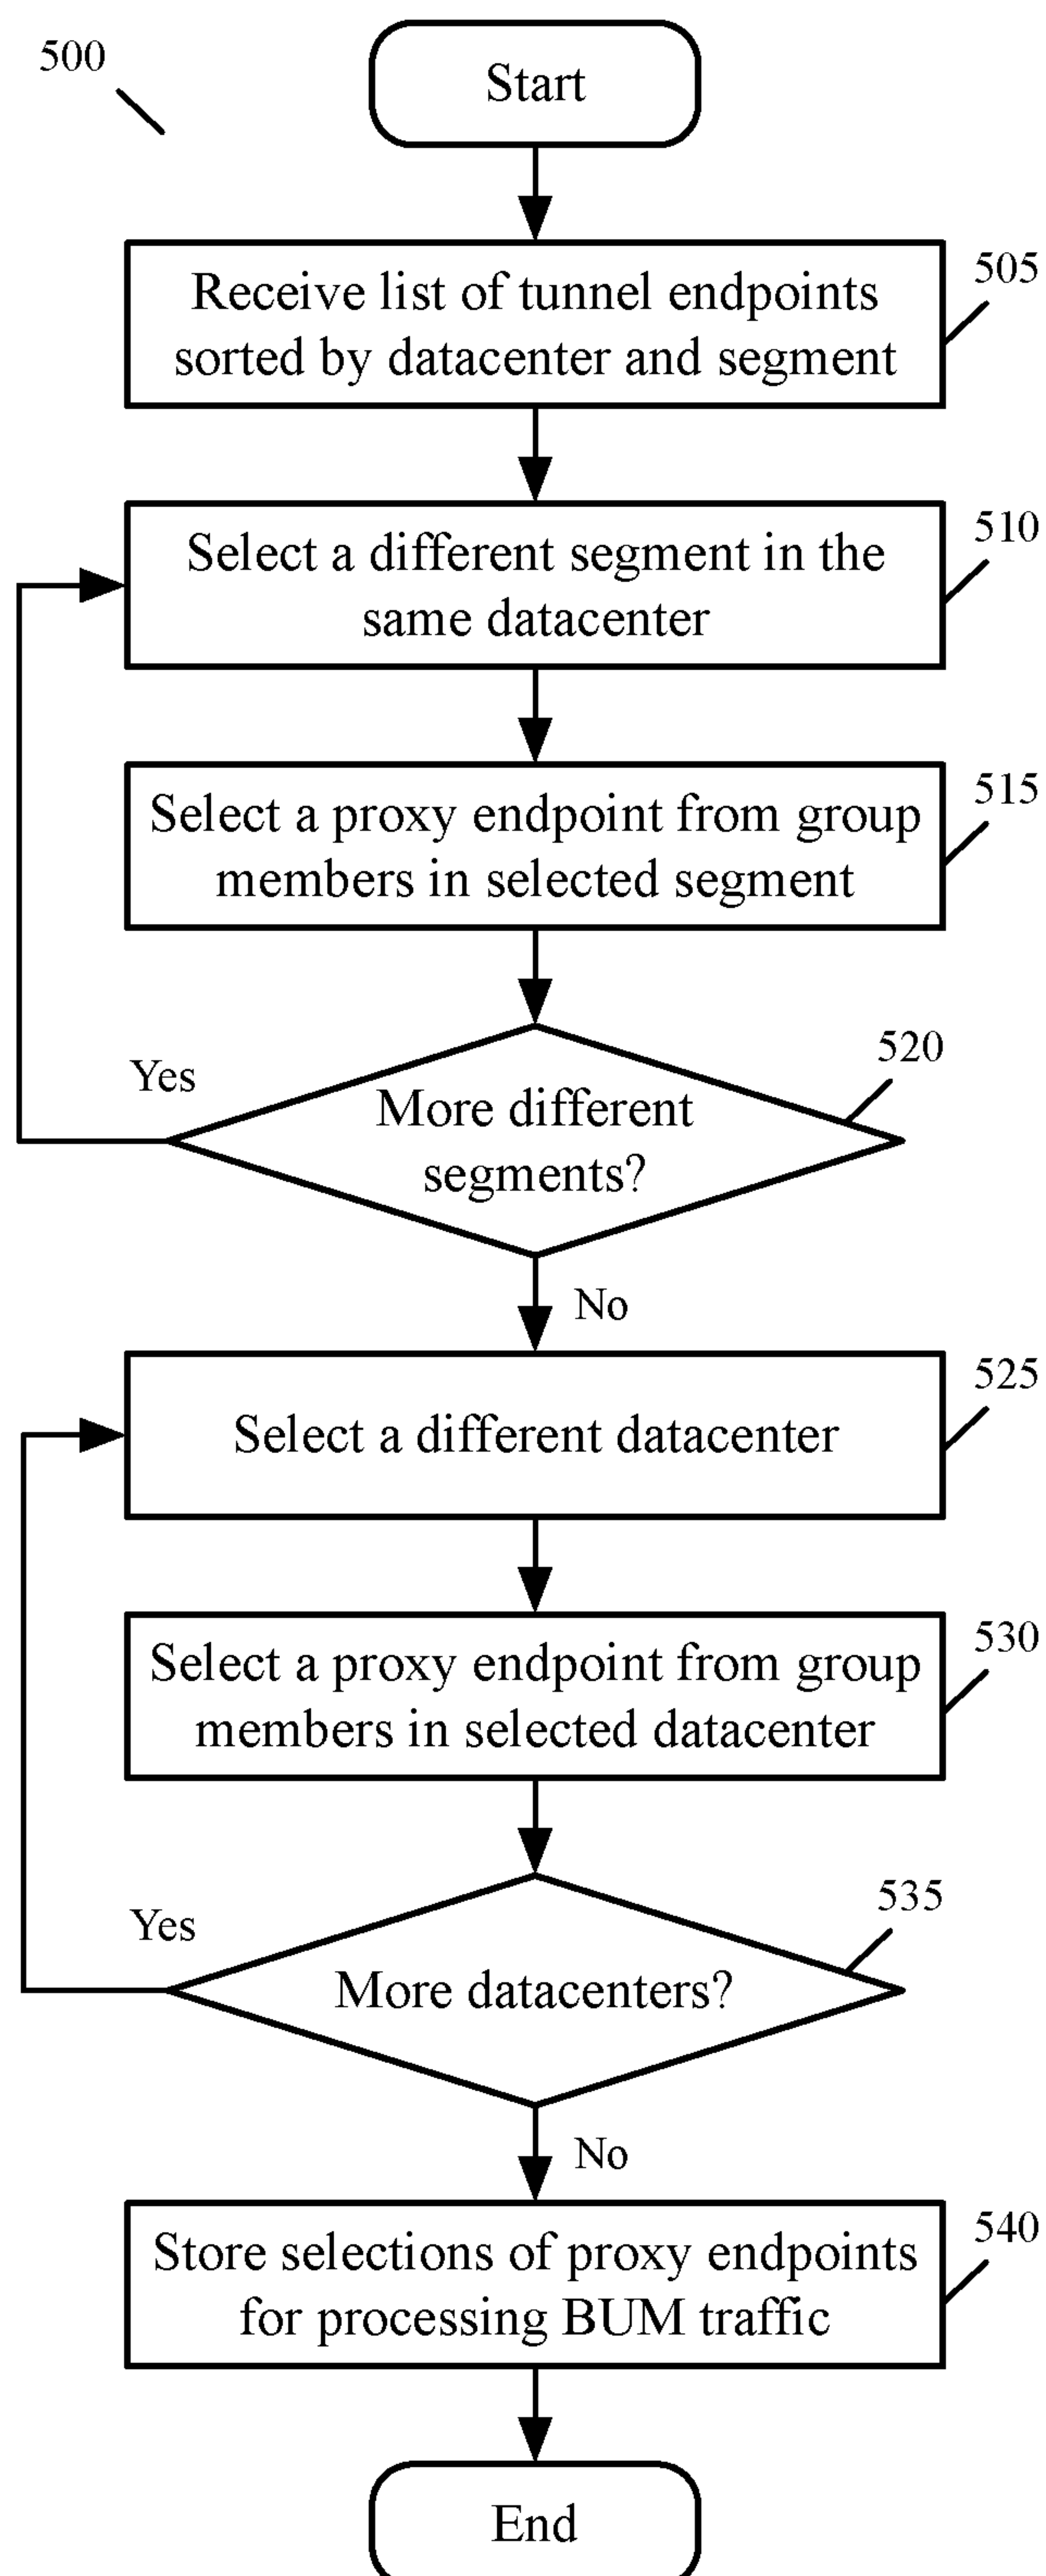 500
Start
505
Receive list of tunnel endpoints
sorted by datacenter and segment
510
Select a different segment in the
same datacenter
515
Select a proxy endpoint from group
members in selected segment
520
Yes
More different
segments?
No
525
Select a different datacenter
530
Select a proxy endpoint from group
members in selected datacenter
535
Yes
More datacenters?
No
540
Store selections of proxy endpoints
for processing BUM traffic
End